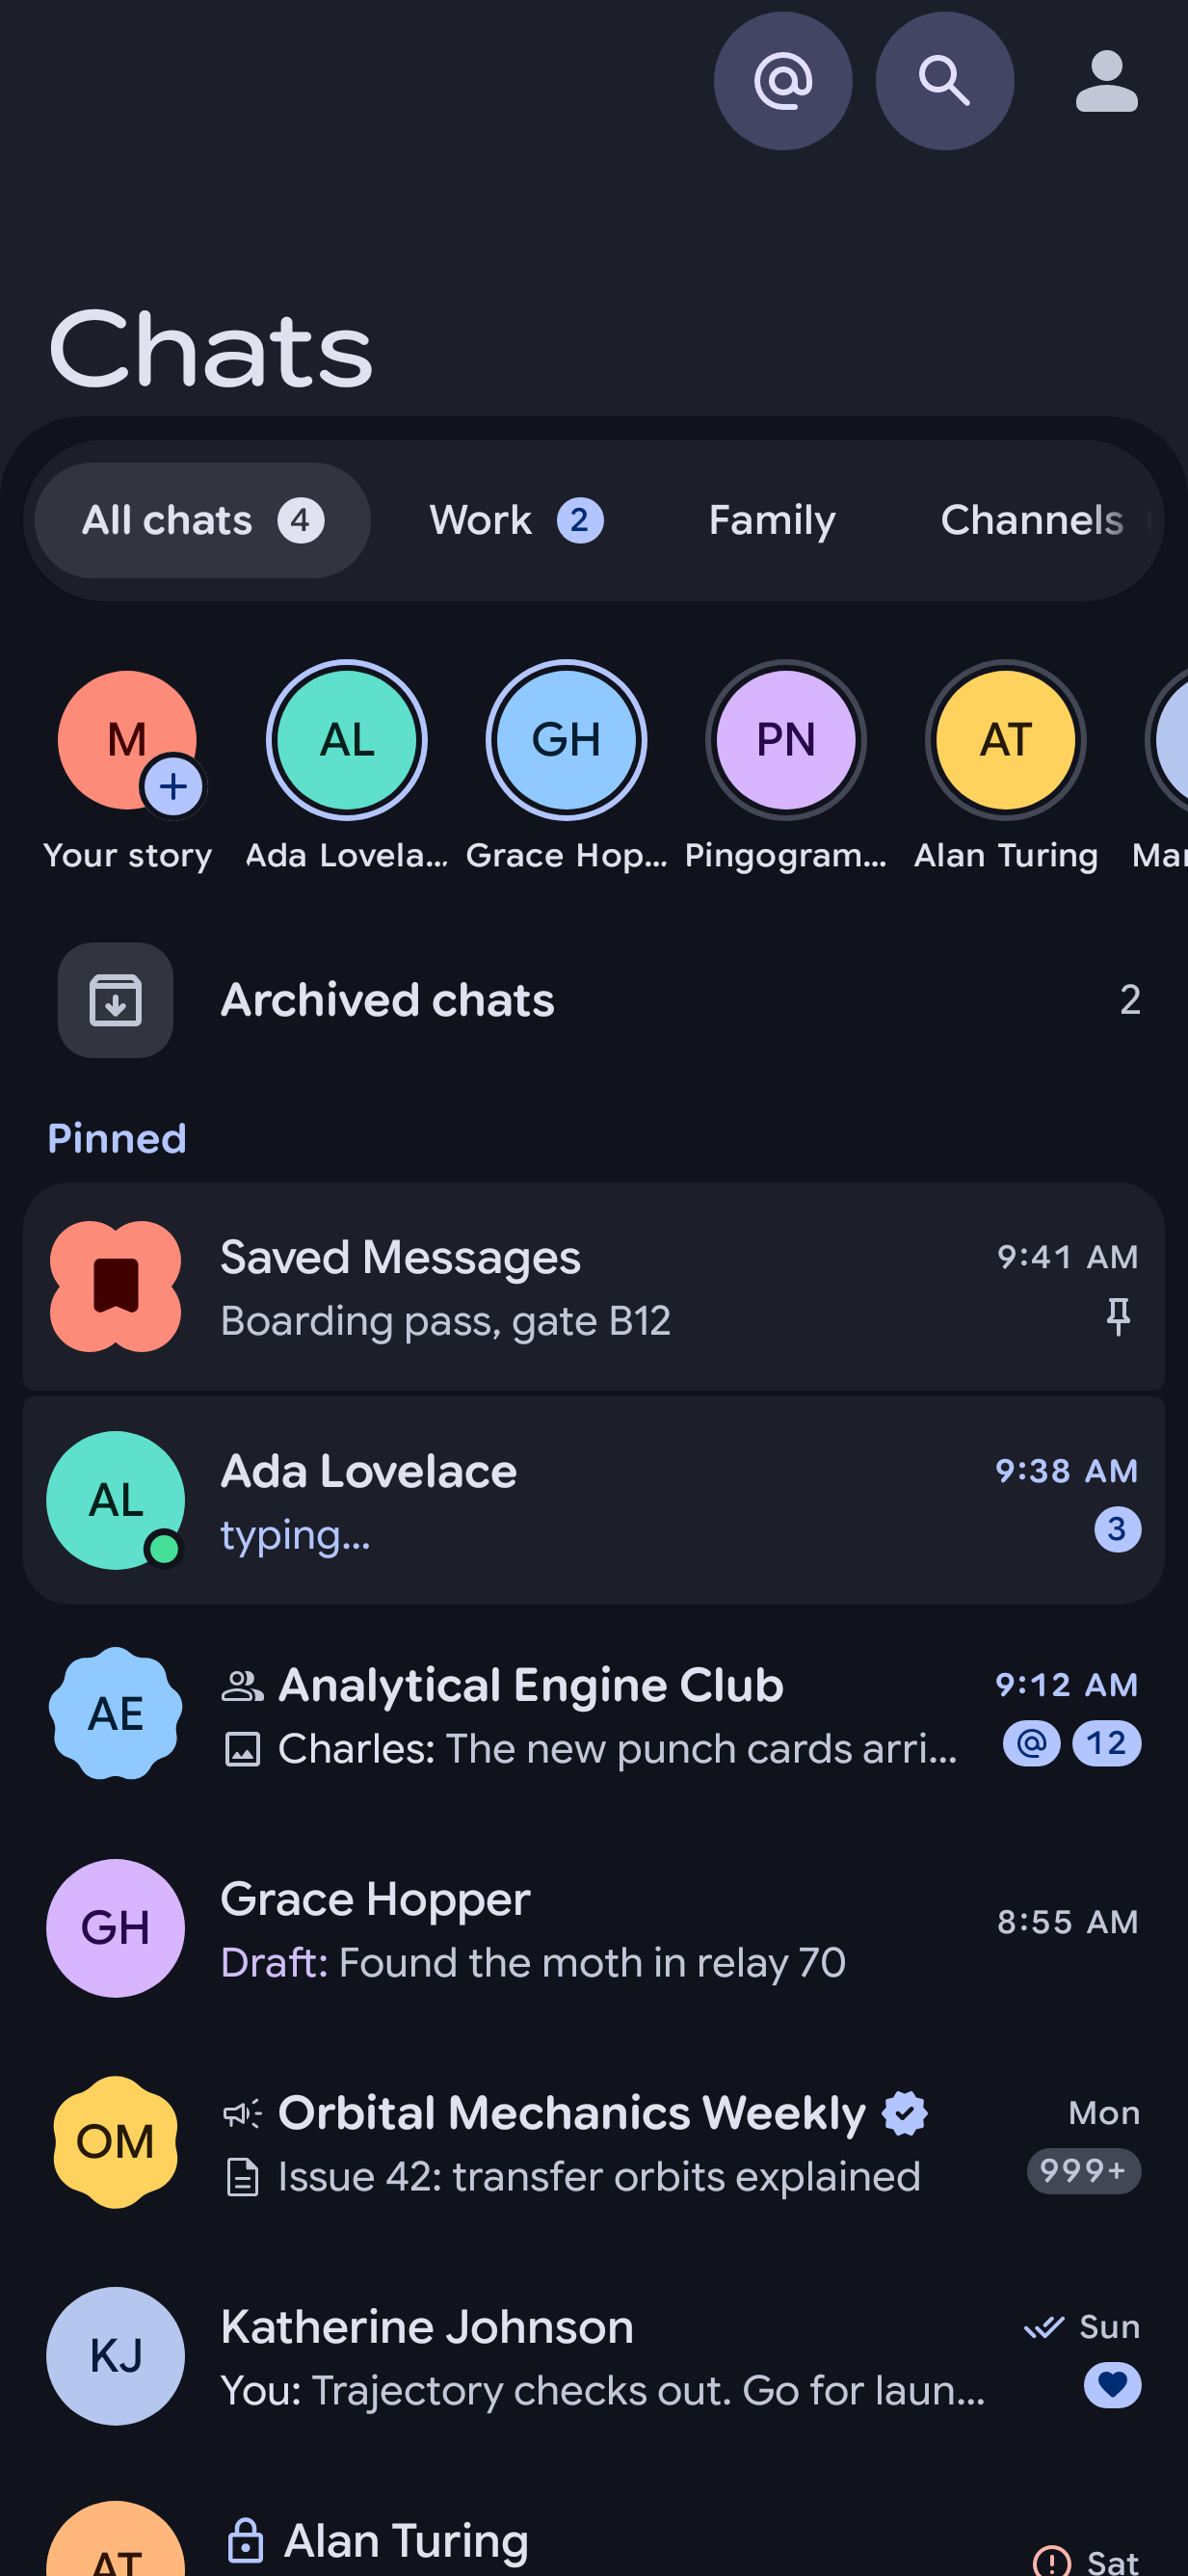 Chats
All chats 4 Work 2 Family Channels
M AL GH PN AT
Your story Ada Lovela... Grace Hop... Pingogram... Alan Turing Mar
Archived chats 2
Pinned
Saved Messages 9:41 AM
Boarding pass, gate B12
AL Ada Lovelace 9:38 AM
typing... 3
AE Analytical Engine Club 9:12 AM
Charles: The new punch cards arri... @ 12
GH Grace Hopper 8:55 AM
Draft: Found the moth in relay 70
OM Orbital Mechanics Weekly Mon
Issue 42: transfer orbits explained 999+
KJ Katherine Johnson Sun
You: Trajectory checks out. Go for laun...
AT Alan Turing Sat